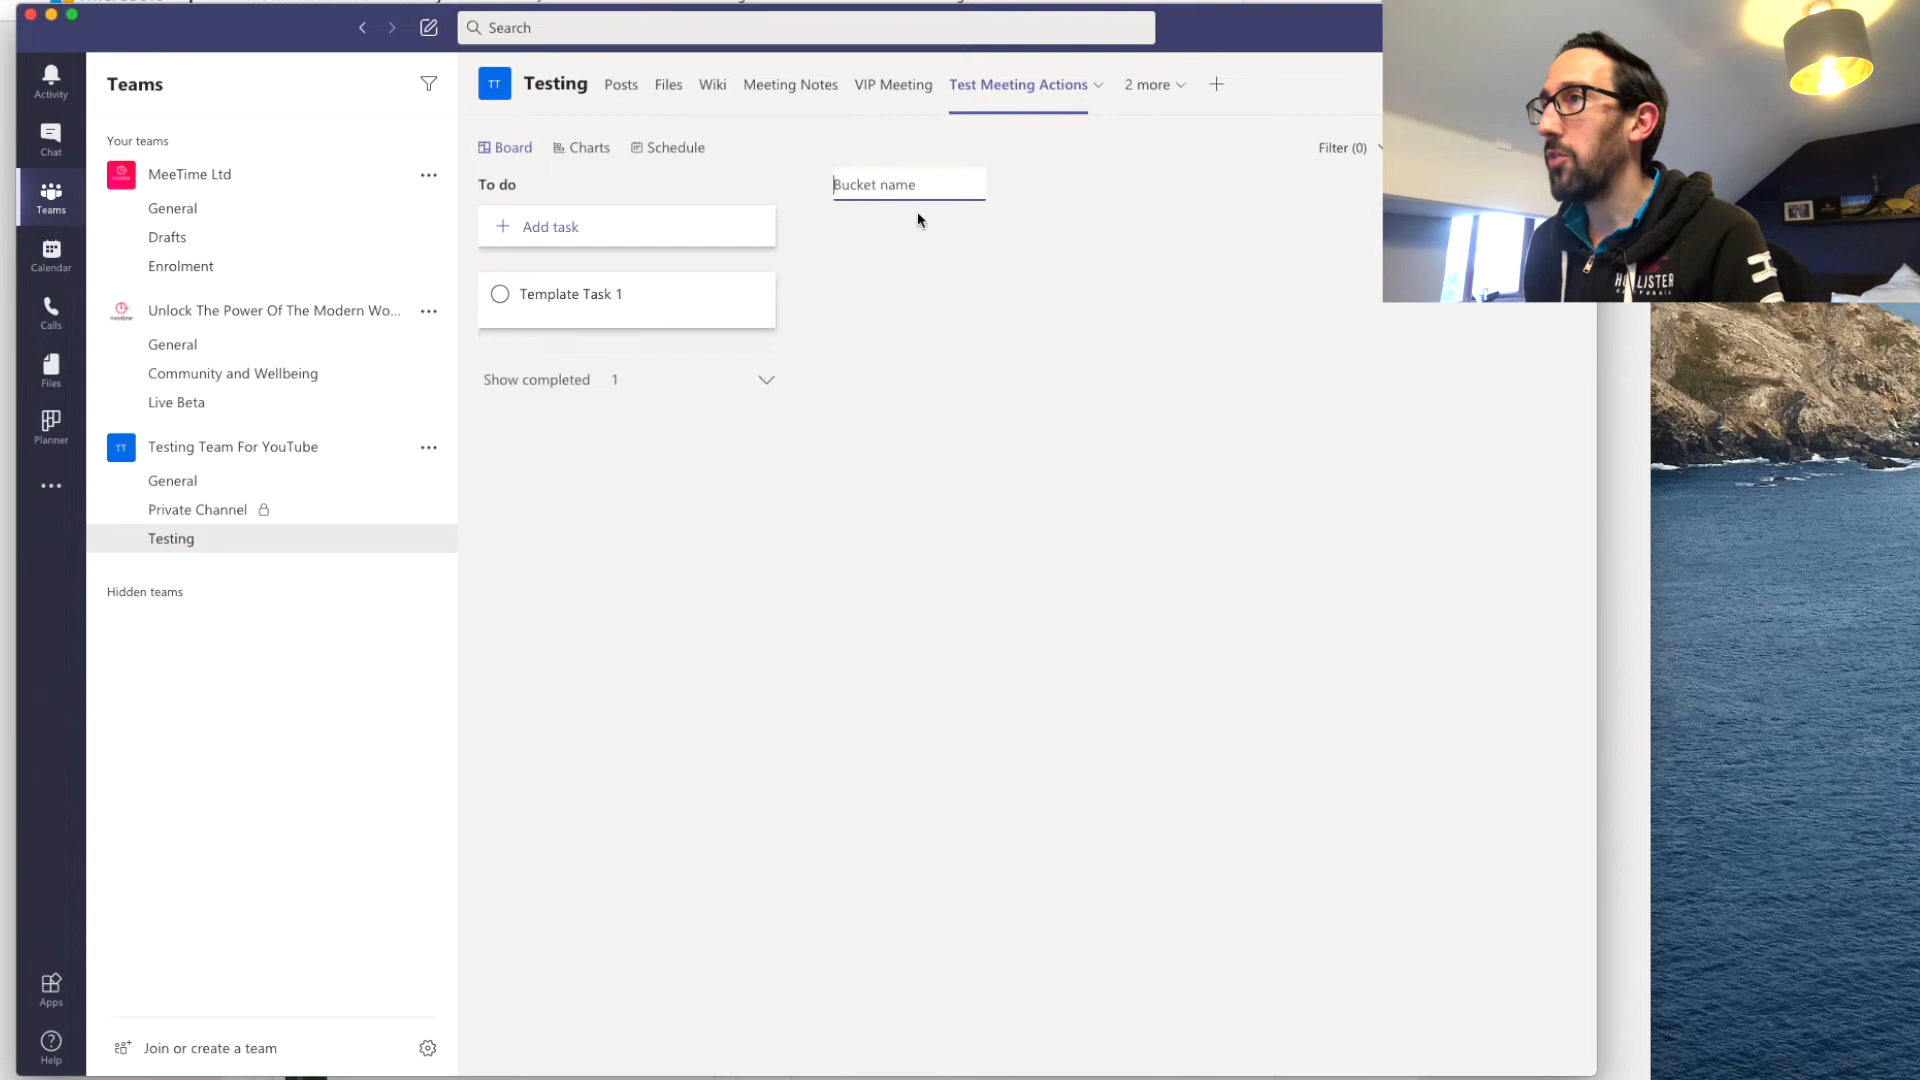 Search
Activity
Chat
Teams
Calendar
Calls
Files
Planner
Apps
Help
Teams
Your teams
MeeTime Ltd
General
Drafts
Enrolment
Unlock The Power Of The Modern Wo...
General
Community and Wellbeing
Live Beta
TT Testing Team For YouTube
General
Private Channel
Testing
Hidden teams
Join or create a team
TT Testing Posts Files Wiki Meeting Notes VIP Meeting Test Meeting Actions 2 more
Board Charts Schedule Filter (0)
To do Bucket name
Add task
Template Task 1
Show completed 1
HOLLISTER
CALIFORNIA
H